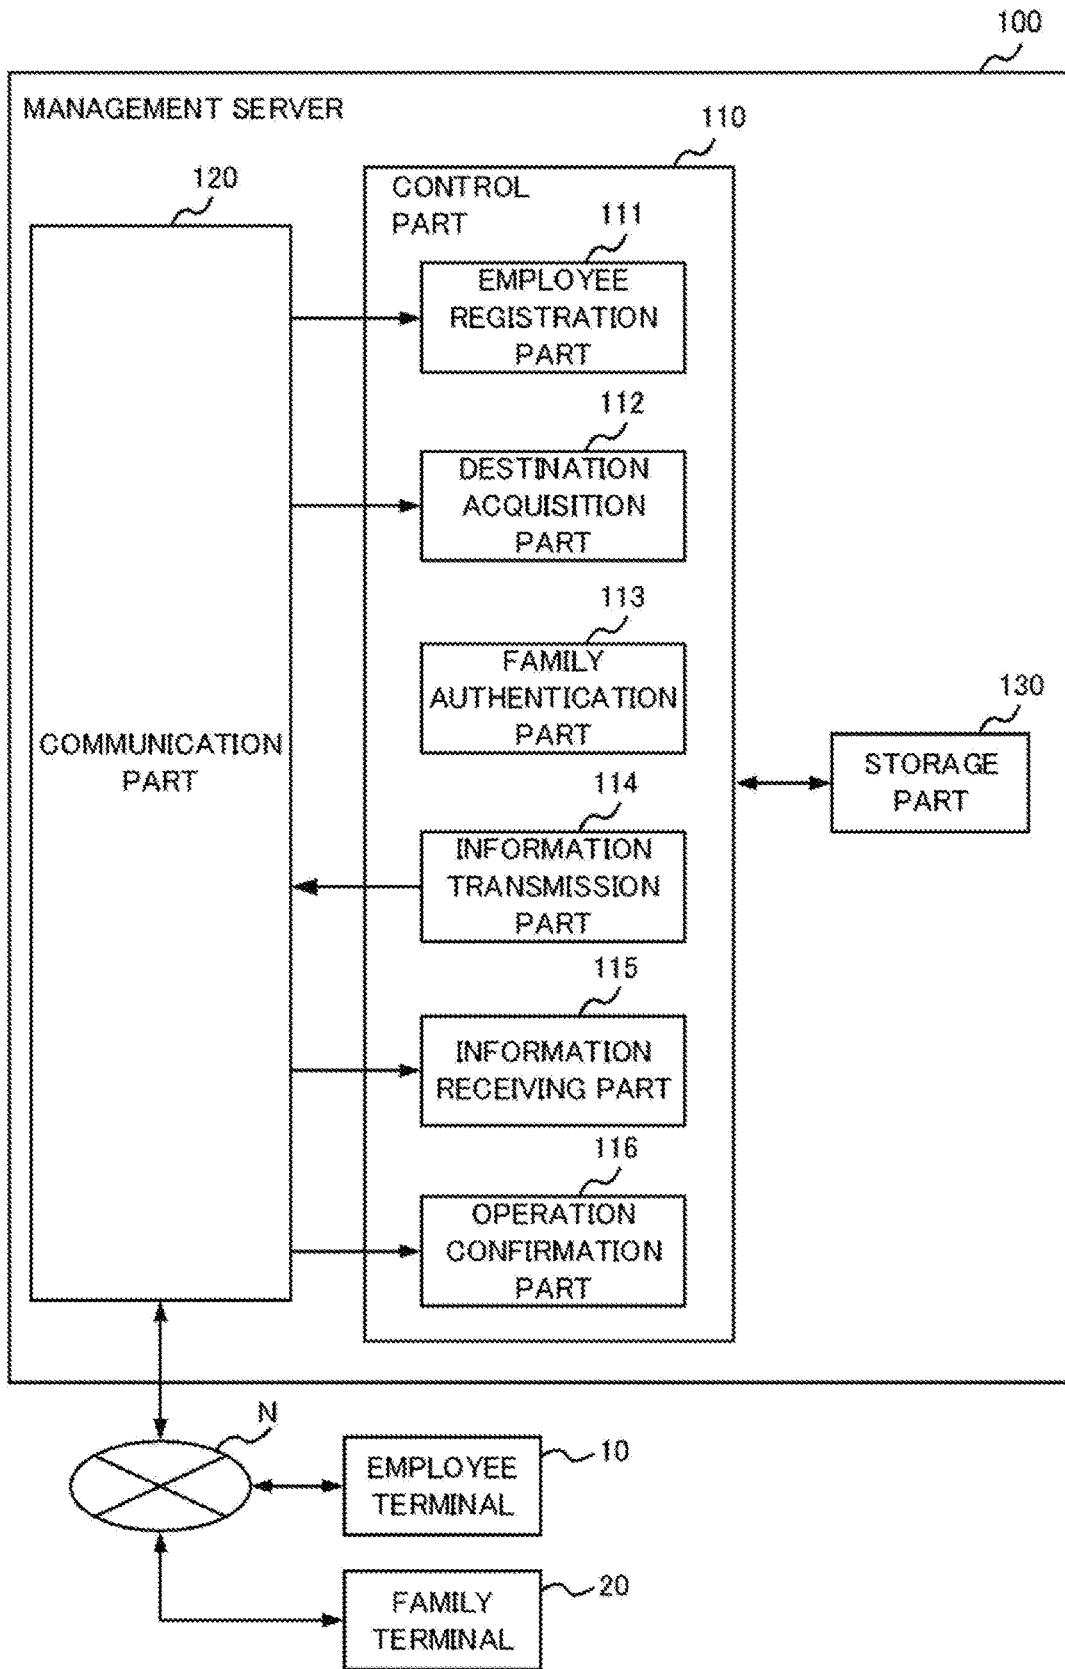 100
MANAGEMENT SERVER
110
120
CONTROL
PART
111
EMPLOYEE
REGISTRATION
PART
112
DESTINATION
ACQUISITION
PART
113
FAMILY
AUTHENTICATION
PART
130
COMMUNICATION
PART
STORAGE
PART
114
INFORMATION
TRANSMISSION
PART
115
INFORMATION
RECEIVING PART
116
OPERATION
CONFIRMATION
PART
N
10
EMPLOYEE
TERMINAL
20
FAMILY
TERMINAL